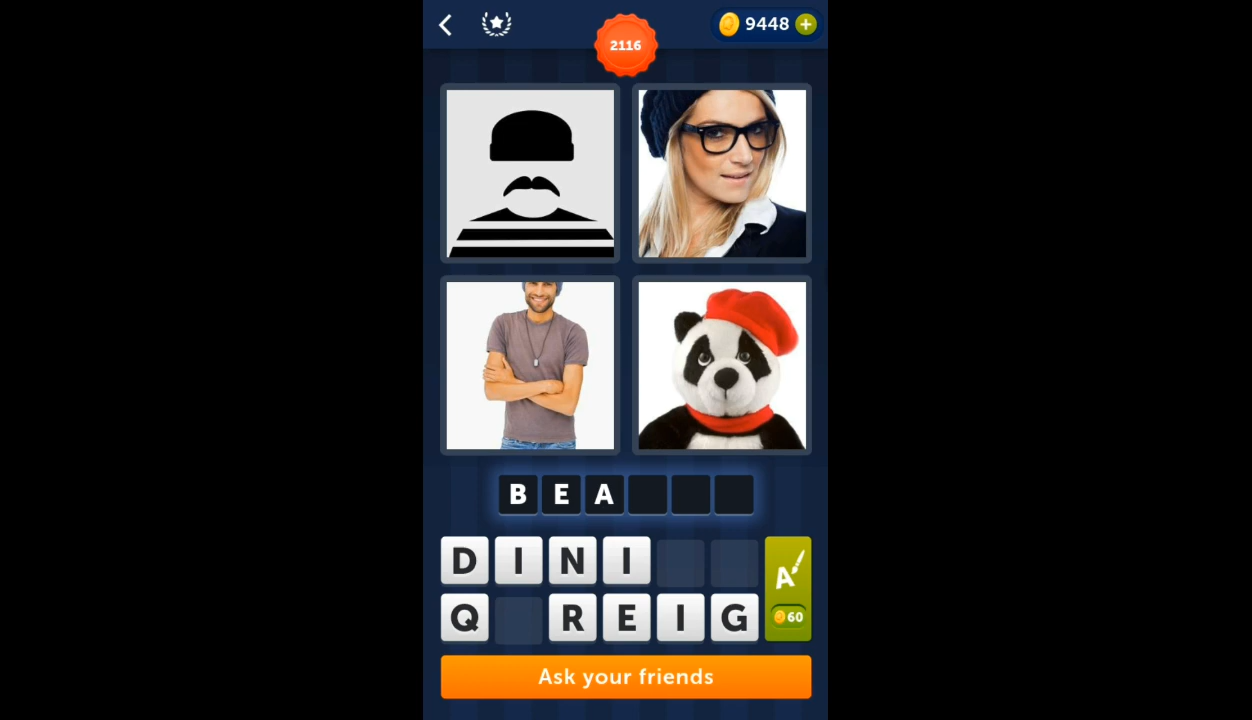 2116
9448 +
B E A
D I N I
Q R E I G
A
60
Ask your friends